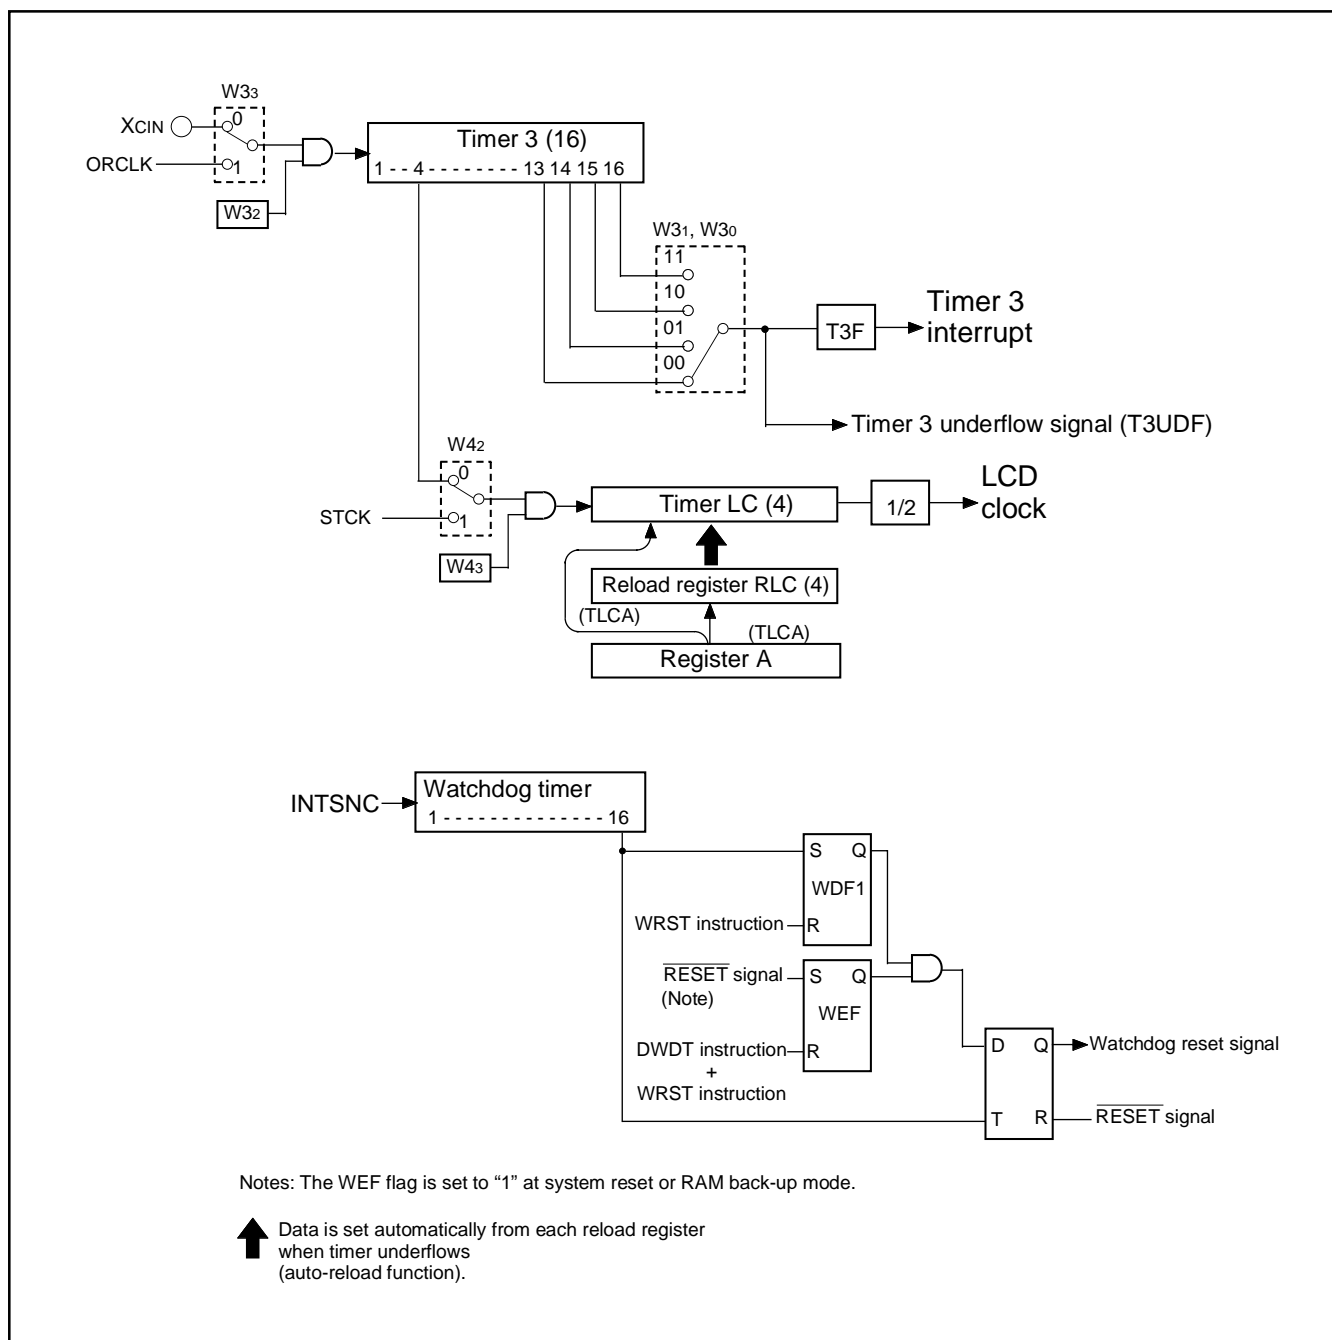 W33
XCIN
0
ORCLK
1
W32
Timer 3 (16)
1 - - 4 - - - - - - - - 13 14 15 16
W31, W30
11
10
01
00
T3F
Timer 3
interrupt
Timer 3 underflow signal (T3UDF)
W42
0
STCK
1
W43
Timer LC (4)
1/2
LCD
clock
Reload register RLC (4)
(TLCA)
(TLCA)
Register A
INTSNC
Watchdog timer
1 - - - - - - - - - - - - - - 16
S Q
WDF1
WRST instruction
R
RESET signal
(Note)
S Q
WEF
DWDT instruction
+
WRST instruction
R
D Q
Watchdog reset signal
T R
RESET signal
Notes: The WEF flag is set to “1” at system reset or RAM back-up mode.
Data is set automatically from each reload register
when timer underflows
(auto-reload function).